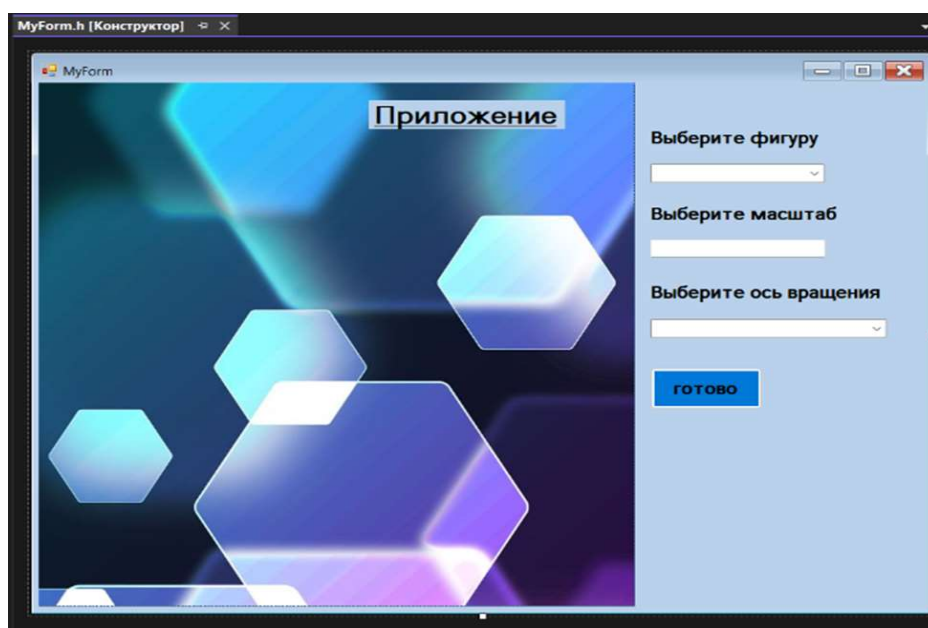 MyForm.h [Конструктор]
MyForm
Приложение
Выберите фигуру
Выберите масштаб
Выберите ось вращения
готово